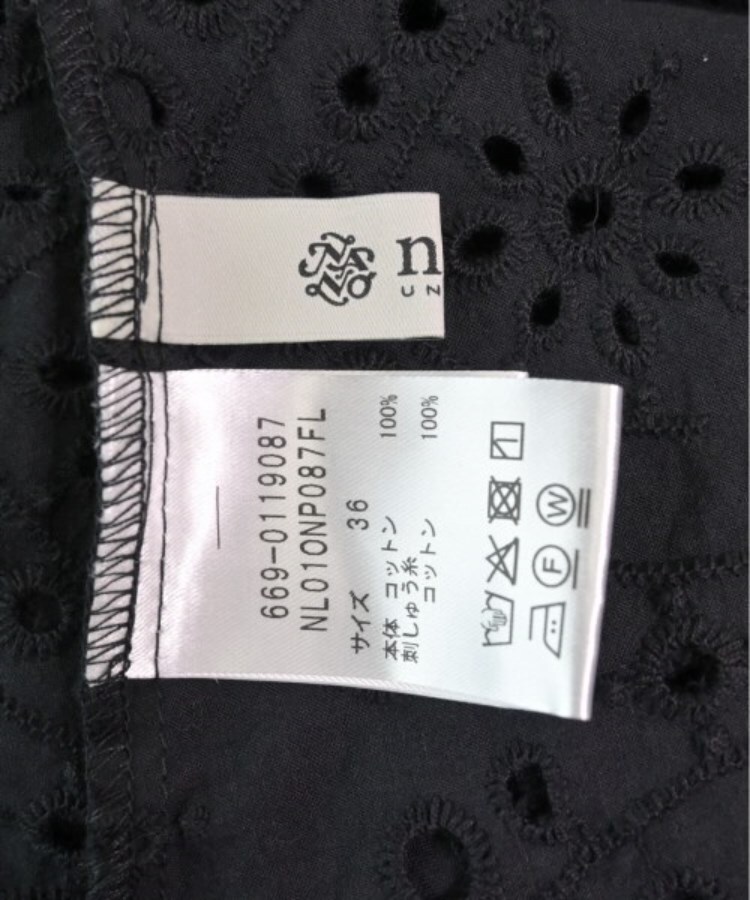 n
c z
669-0119087
NL010NP087FL
サイズ 36
本体 コットン 100%
刺しゅう糸
コットン 100%
W
F